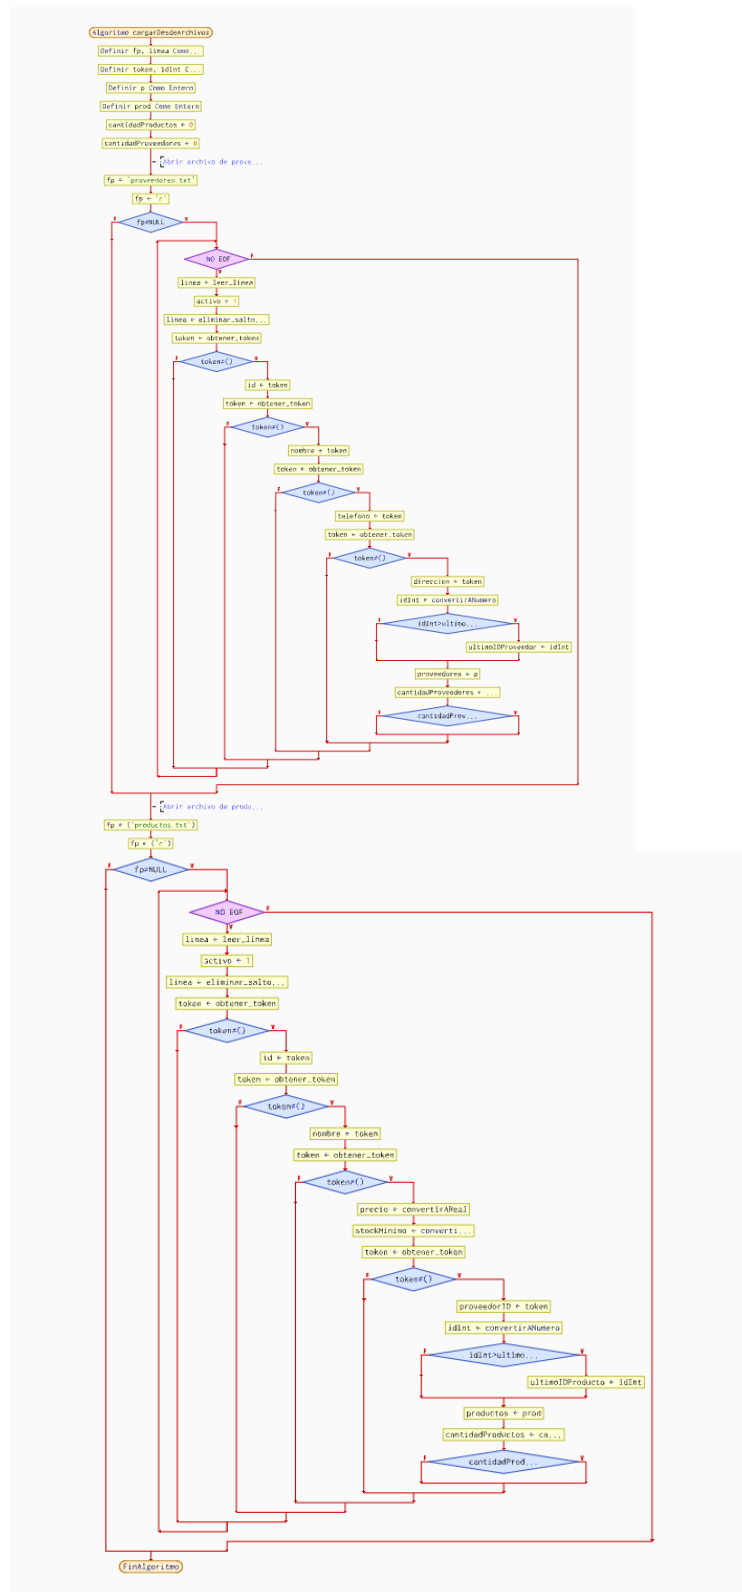 Algoritmo cargarDesdeArchivos
Definir fp, linea Como...
Definir token, idInt C...
Definir p Como Entero
Definir prod Como Entero
cantidadProductos ← 0
cantidadProveedores ← 0
Abrir archivo de prove...
fp ← 'proveedores.txt'
fp ← 'r'
fp≠NULL
F
V
NO EOF
F
V
linea ← leer_linea
activo ← 1
linea ← eliminar_salto...
token ← obtener_token
token≠()
F
V
id ← token
token ← obtener_token
token≠()
F
V
nombre ← token
token ← obtener_token
token≠()
F
V
telefono ← token
token ← obtener_token
token≠()
F
V
direccion ← token
idInt ← convertirANumero
idInt>ultimo...
F
V
ultimoIDProveedor ← idInt
proveedores ← p
cantidadProveedores ← ...
cantidadProv...
F
V
Abrir archivo de produ...
fp ← ('productos.txt')
fp ← ('r')
fp≠NULL
F
V
NO EOF
F
V
linea ← leer_linea
activo ← 1
linea ← eliminar_salto...
token ← obtener_token
token≠()
F
V
id ← token
token ← obtener_token
token≠()
F
V
nombre ← token
token ← obtener_token
token≠()
F
V
precio ← convertirAReal
stockMinimo ← converti...
token ← obtener_token
token≠()
F
V
proveedorID ← token
idInt ← convertirANumero
idInt>ultimo...
F
V
ultimoIDProducto ← idInt
productos ← prod
cantidadProductos ← ca...
cantidadProd...
F
V
FinAlgoritmo